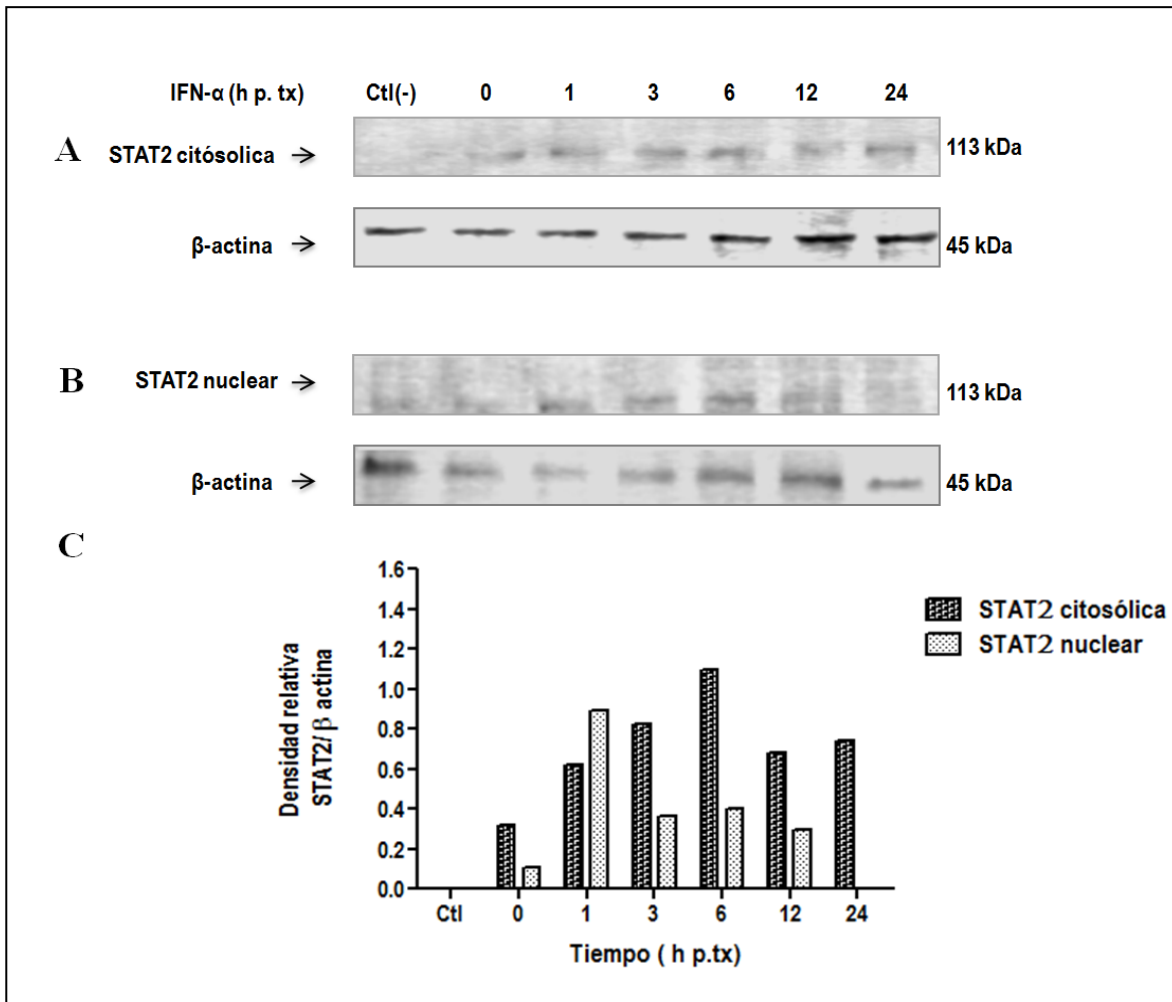 IFN-α (h p. tx) Ctl(-) 0 1 3 6 12 24
A STAT2 citósolica → 113 kDa
β-actina → 45 kDa
B STAT2 nuclear → 113 kDa
β-actina → 45 kDa
C
1.6
1.4
1.2
1.0
0.8
0.6
0.4
0.2
0.0
Densidad relativa
STAT2/ β actina
STAT2 citosólica
STAT2 nuclear
Ctl 0 1 3 6 12 24
Tiempo ( h p.tx)